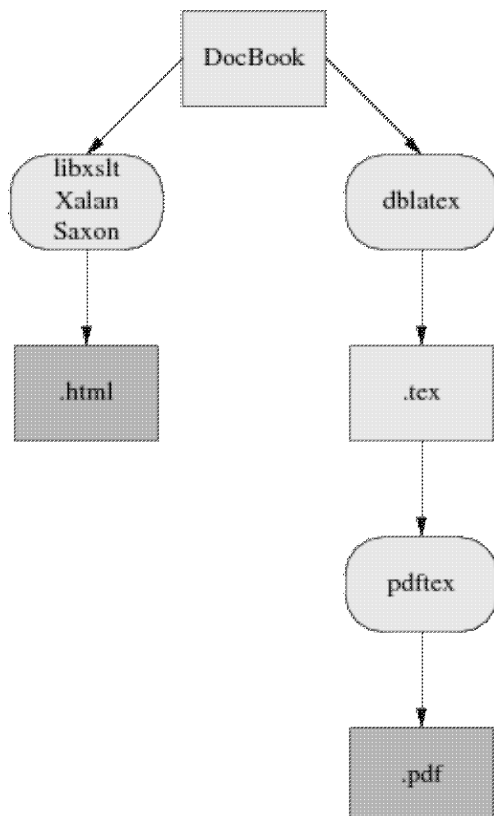 DocBook
libxslt
Xalan
Saxon
dblatex
.html
.tex
pdftex
.pdf